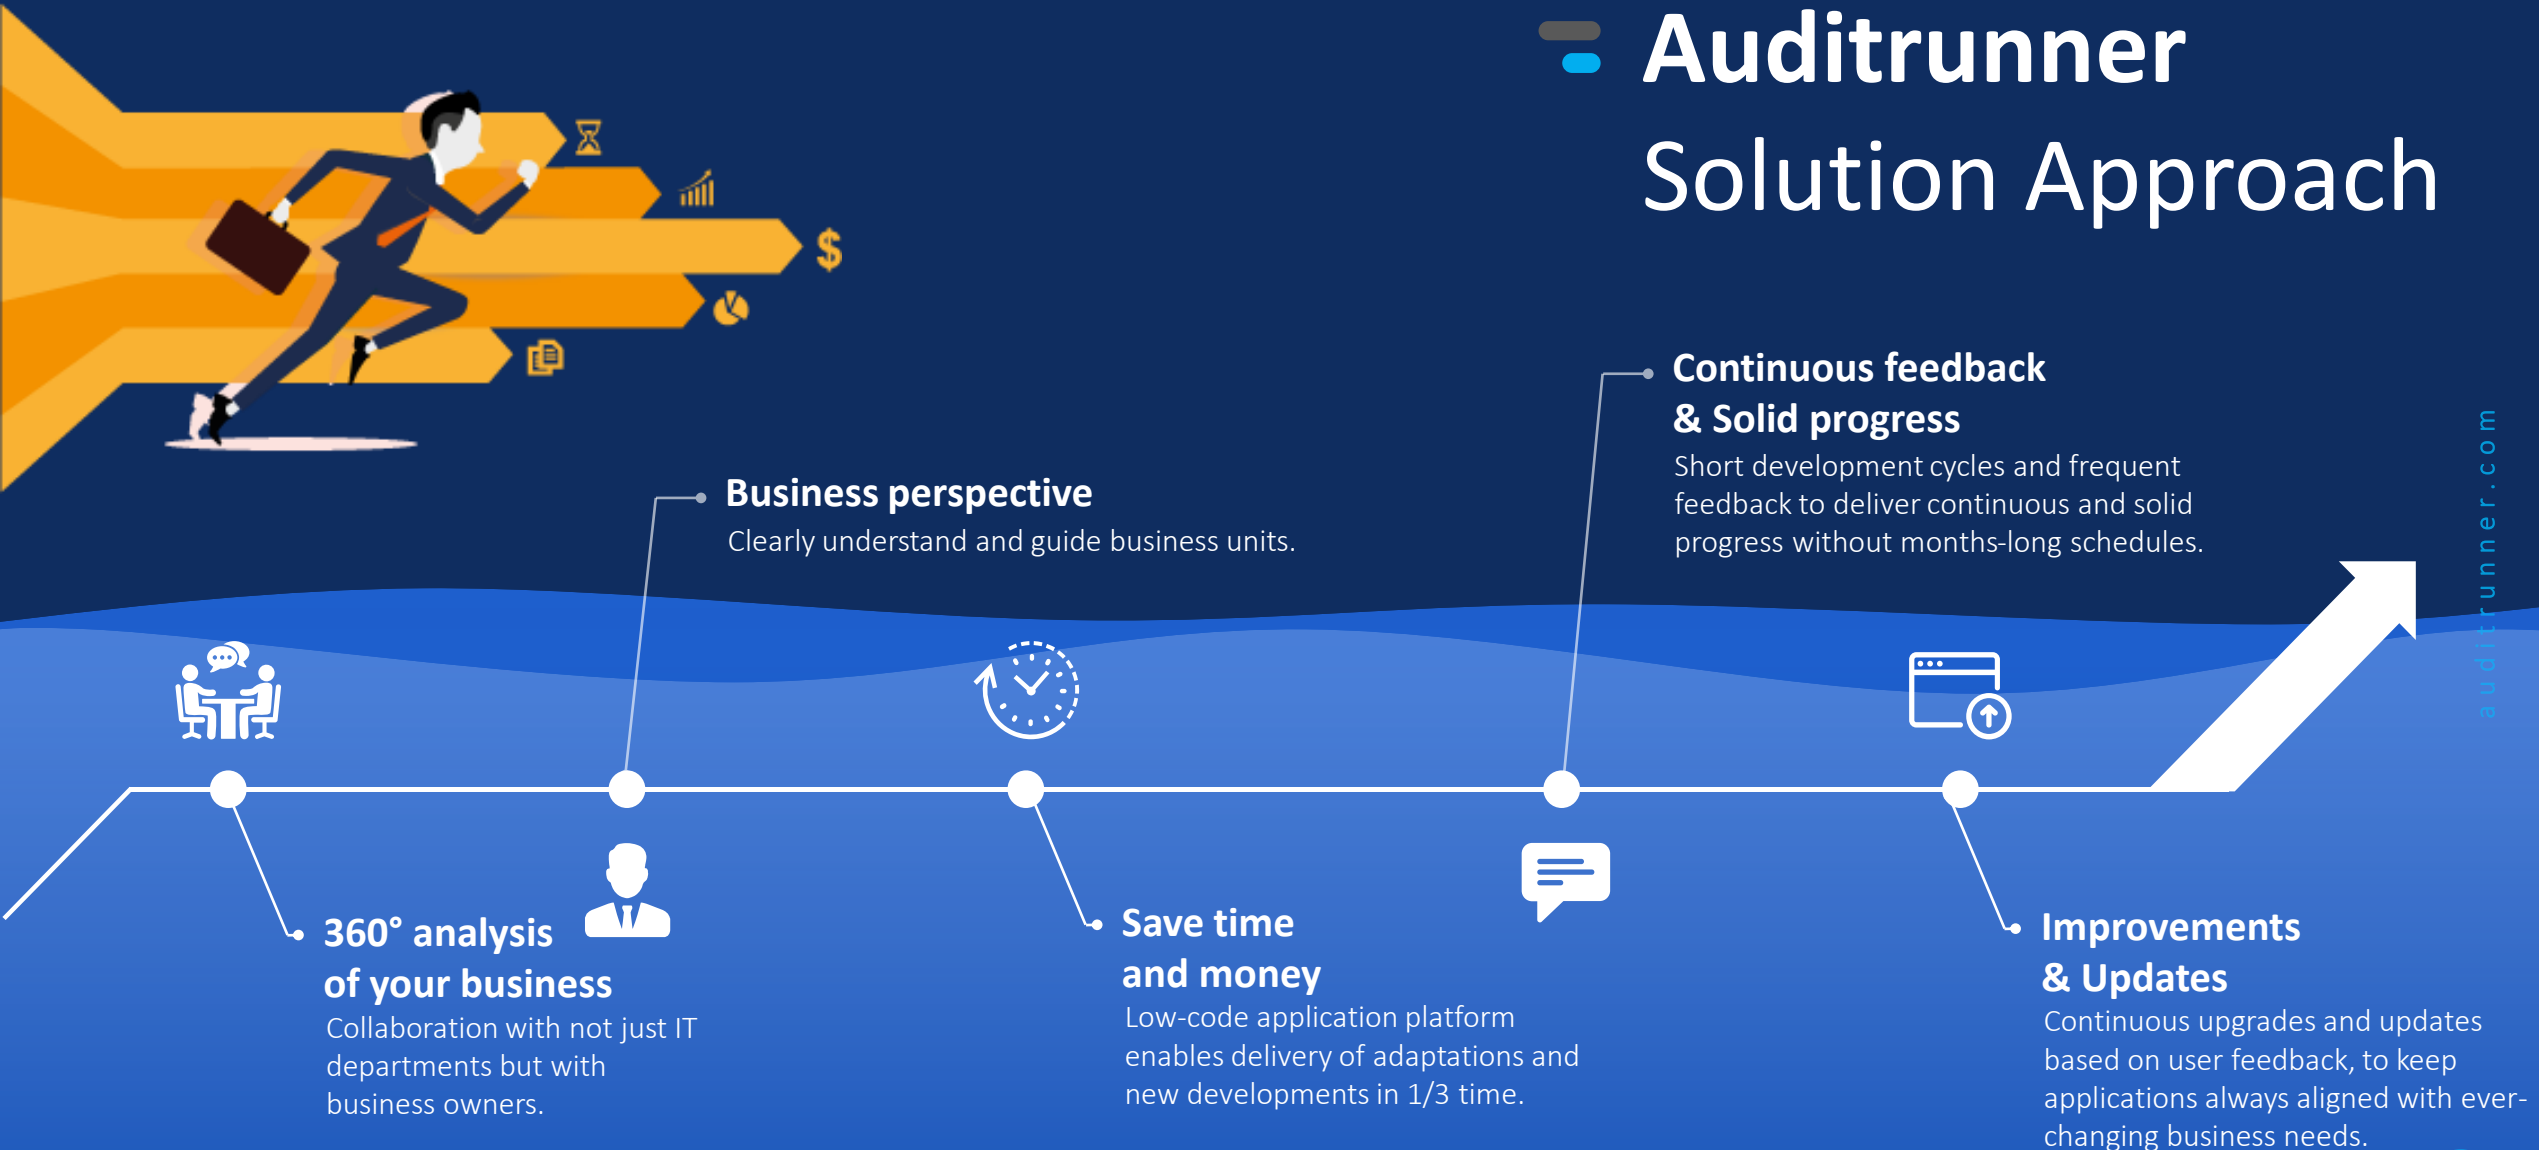 Auditrunner
Solution Approach
$
Continuous feedback
& Solid progress
Short development cycles and frequent
feedback to deliver continuous and solid
progress without months-long schedules.
Business perspective
Clearly understand and guide business units.
auditrunner.com
360° analysis
of your business
Collaboration with not just IT
departments but with
business owners.
Save time
and money
Low-code application platform
enables delivery of adaptations and
new developments in 1/3 time.
Improvements
& Updates
Continuous upgrades and updates
based on user feedback, to keep
applications always aligned with ever-
changing business needs.